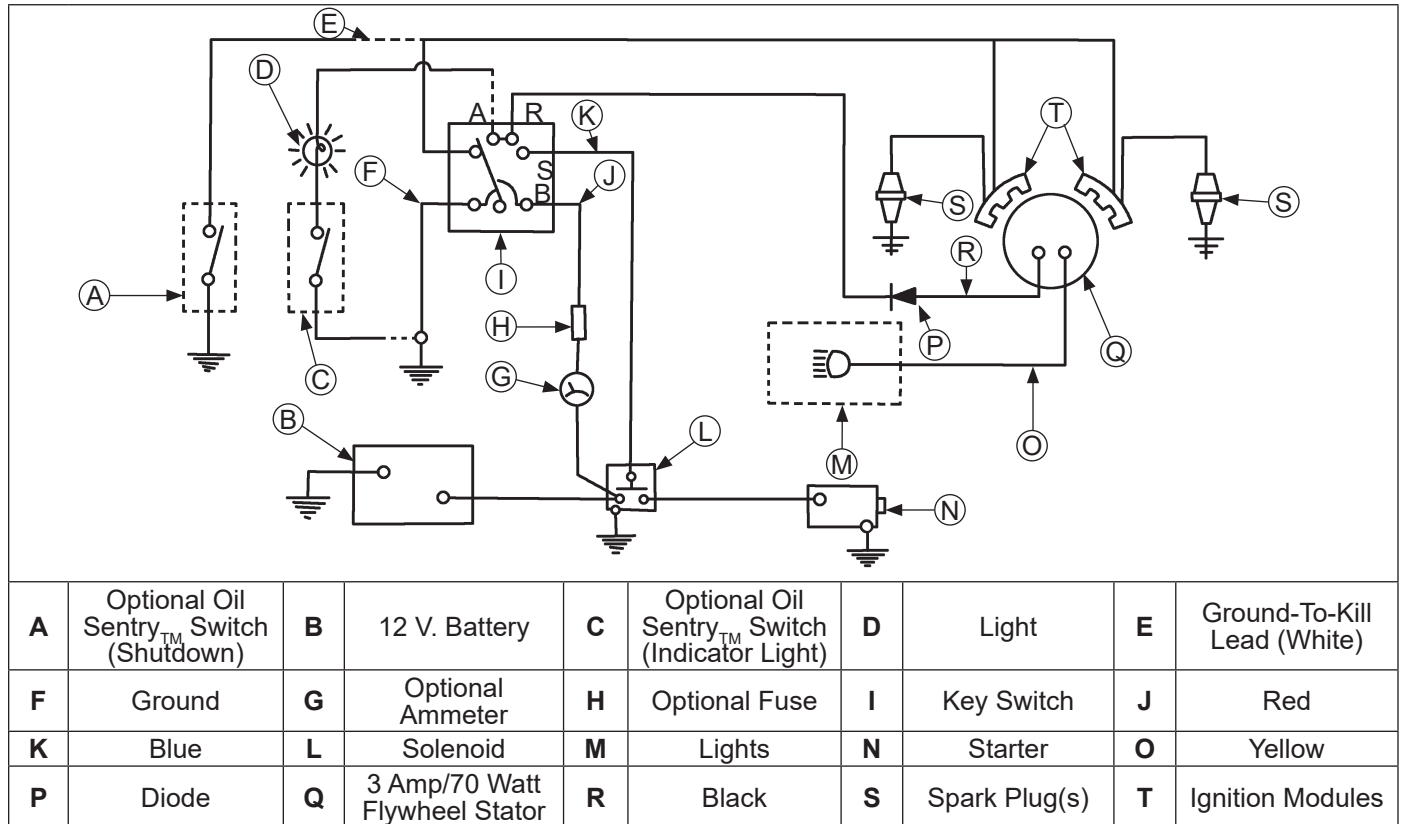 E
D
A R
K
T
F
S
J
B
S
S
I
R
A
H
P
Q
C
G
B
L
O
M
N
A Optional Oil Sentry™ Switch (Shutdown) B 12 V. Battery C Optional Oil Sentry™ Switch (Indicator Light) D Light E Ground-To-Kill Lead (White)
F Ground G Optional Ammeter H Optional Fuse I Key Switch J Red
K Blue L Solenoid M Lights N Starter O Yellow
P Diode Q 3 Amp/70 Watt Flywheel Stator R Black S Spark Plug(s) T Ignition Modules